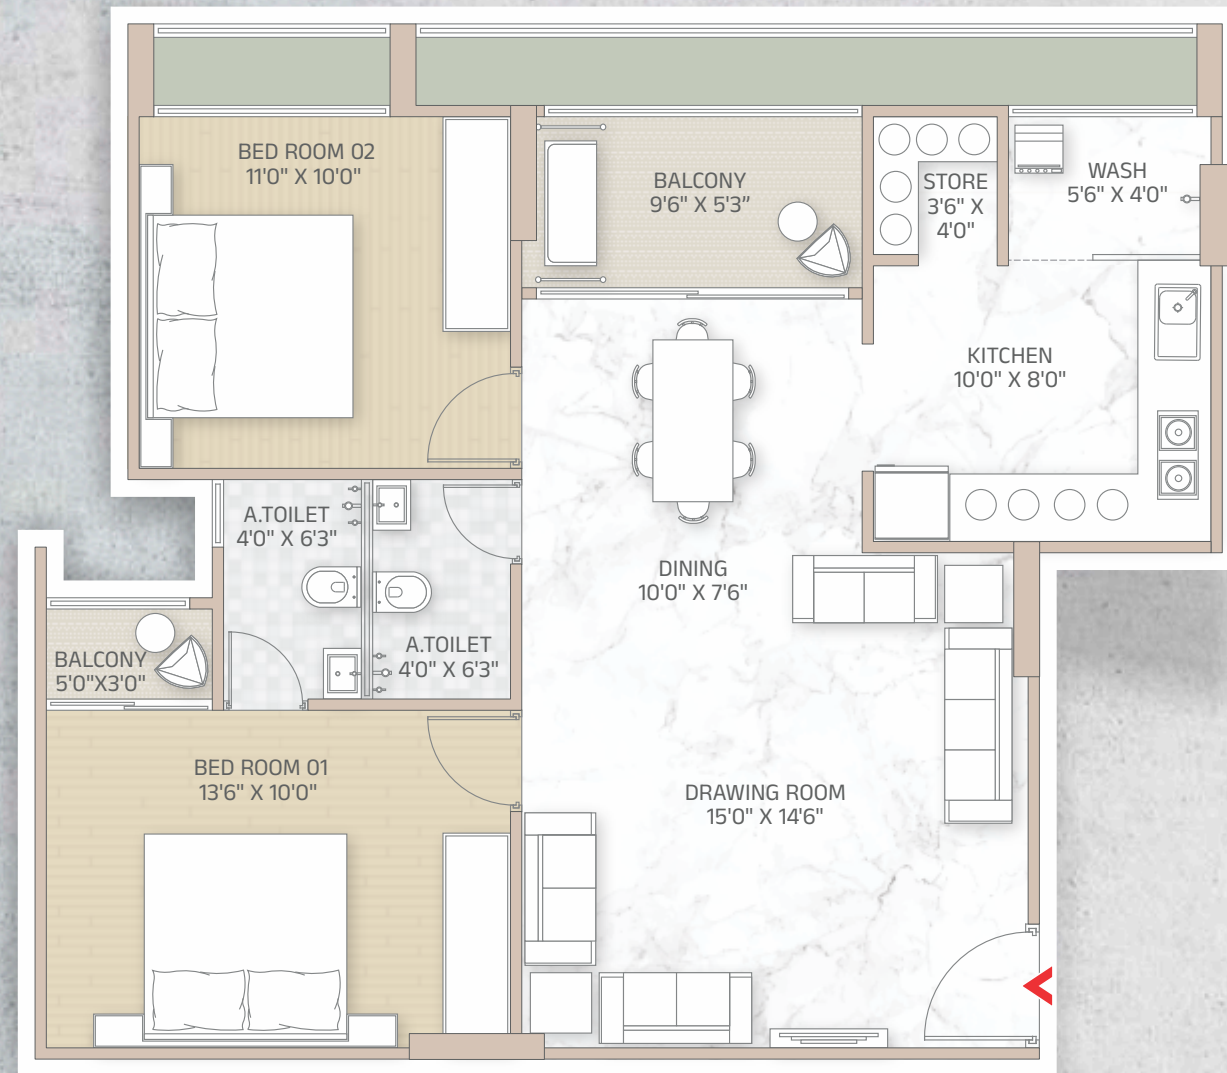 BED ROOM 02
11'0" X 10'0"
BALCONY
9'6" X 5'3”
STORE
3'6" X
4'0"
WASH
5'6" X 4'0"
KITCHEN
10'0" X 8'0"
A.TOILET
4'0" X 6'3"
A.TOILET
4'0" X 6'3"
DINING
10'0" X 7'6"
BALCONY
5'0"X3'0"
BED ROOM 01
13'6" X 10'0"
DRAWING ROOM
15'0" X 14'6"